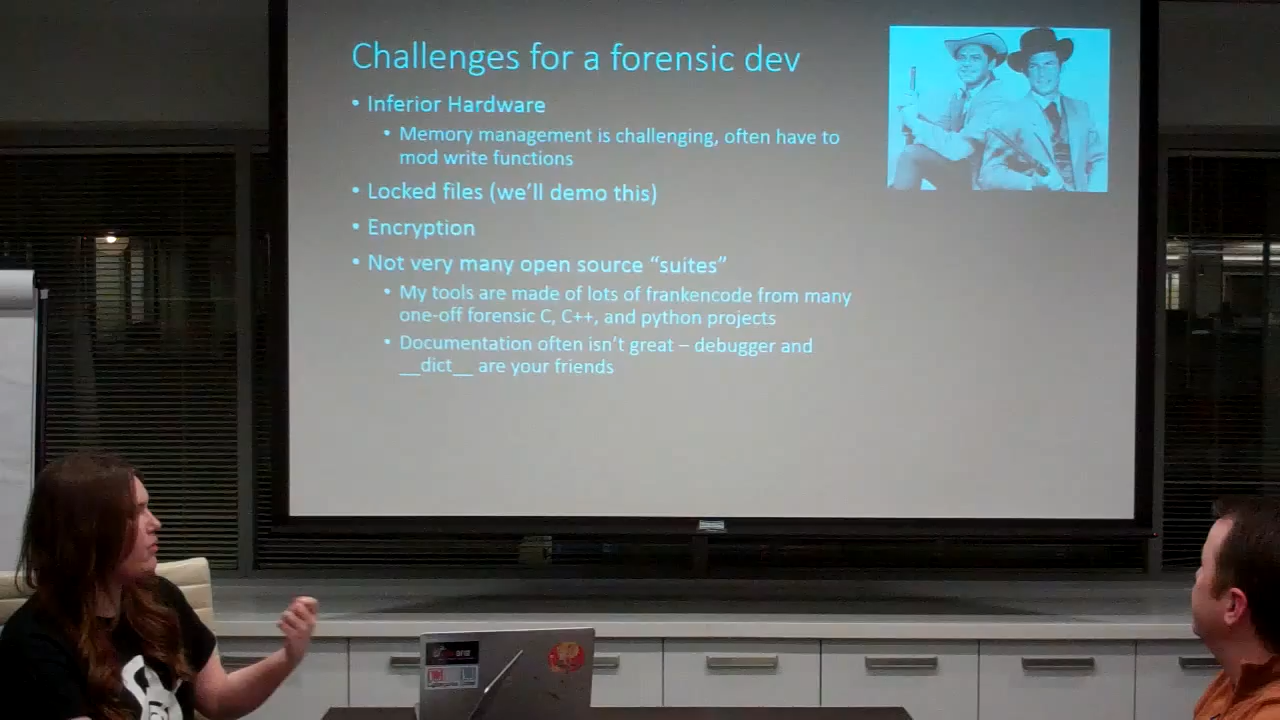 Challenges for a forensic dev
• Inferior Hardware
• Memory management is challenging, often have to
mod write functions
• Locked files (we'll demo this)
• Encryption
• Not very many open source “suites”
• My tools are made of lots of frankencode from many
one-off forensic C, C++, and python projects
• Documentation often isn't great – debugger and
__dict__ are your friends